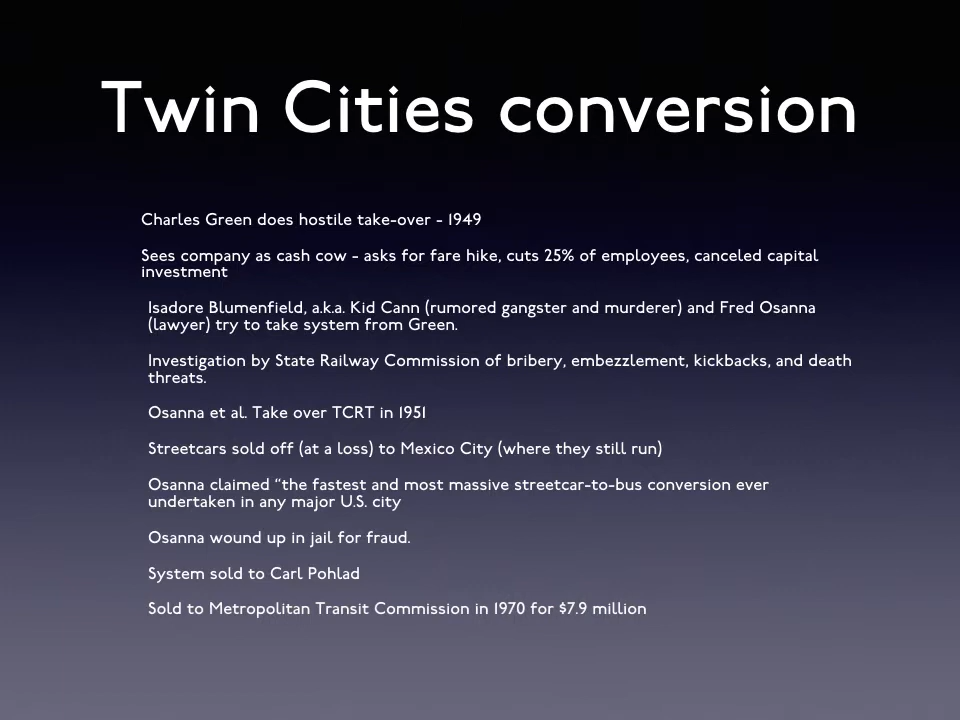 Twin Cities conversion
Charles Green does hostile take-over - 1949
Sees company as cash cow - asks for fare hike, cuts 25% of employees, canceled capital
investment
Isadore Blumenfield, a.k.a. Kid Cann (rumored gangster and murderer) and Fred Osanna
(lawyer) try to take system from Green.
Investigation by State Railway Commission of bribery, embezzlement, kickbacks, and death
threats.
Osanna et al. Take over TCRT in 1951
Streetcars sold off (at a loss) to Mexico City (where they still run)
Osanna claimed “the fastest and most massive streetcar-to-bus conversion ever
undertaken in any major U.S. city
Osanna wound up in jail for fraud.
System sold to Carl Pohlad
Sold to Metropolitan Transit Commission in 1970 for $7.9 million